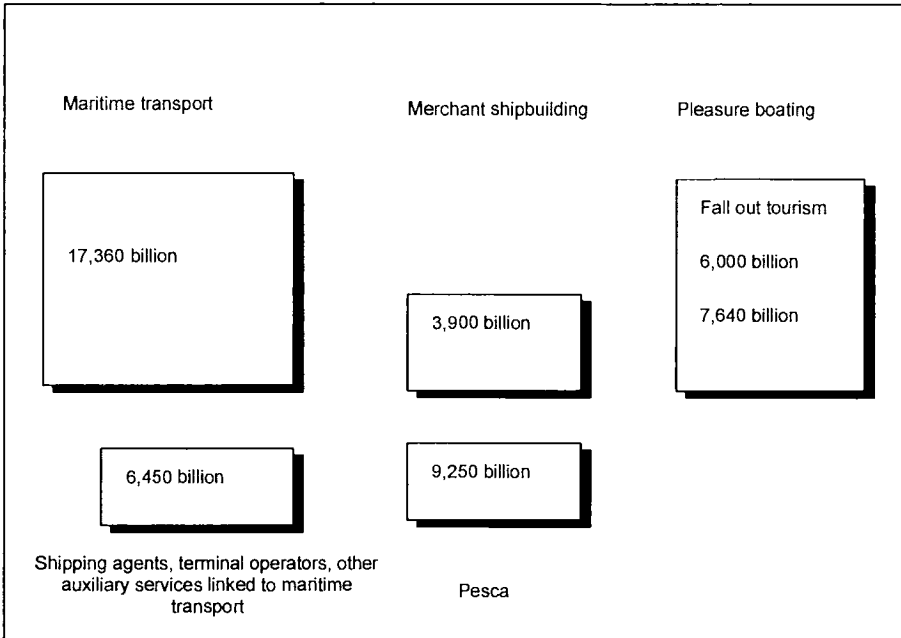 Maritime transport
Merchant shipbuilding
Pleasure boating
17,360 billion
3,900 billion
Fall out tourism
6,000 billion
7,640 billion
6,450 billion
9,250 billion
Shipping agents, terminal operators, other
auxiliary services linked to maritime
transport
Pesca